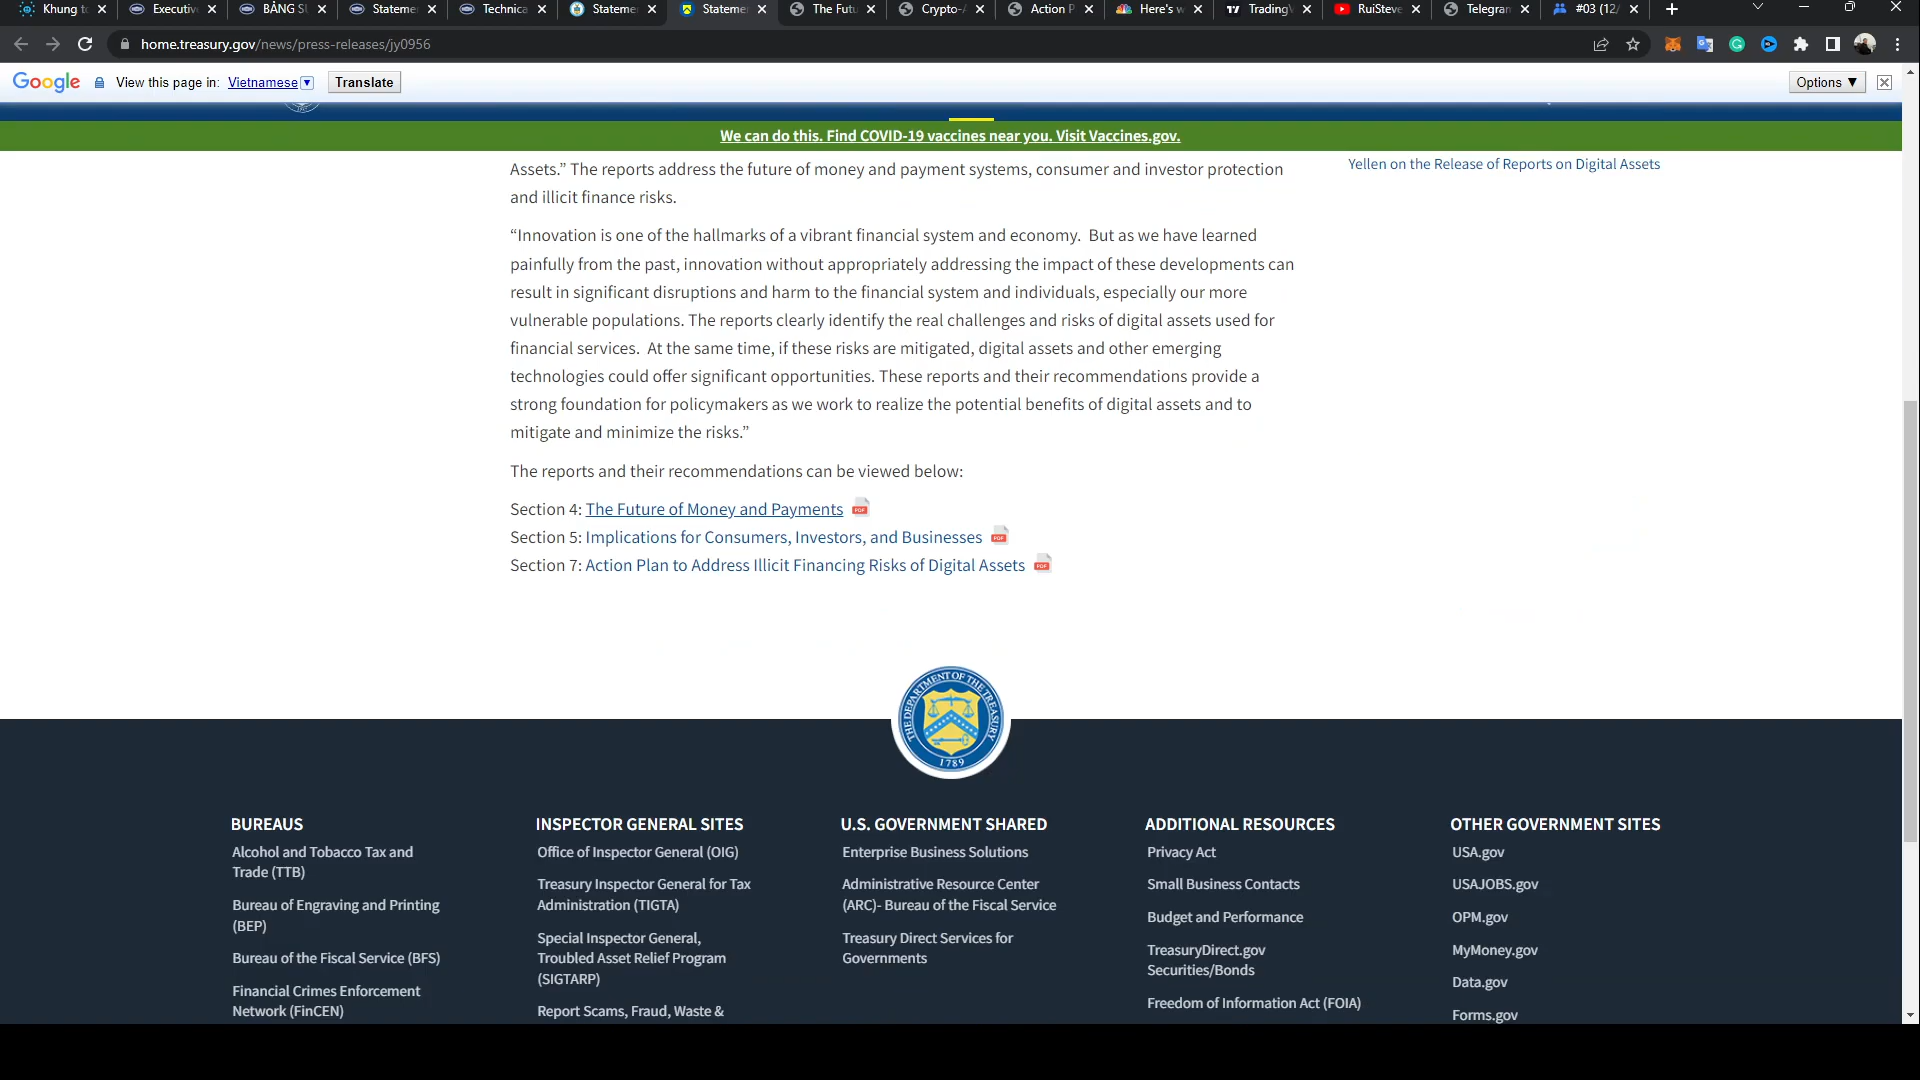 Khung to
Executiv
BẢNG S
Stateme
Technica
Stateme
Stateme
The Futu
Crypto-A
Action P
Here's w
TradingV
RuiSteve
Telegram
#03 (12/
home.treasury.gov/news/press-releases/jy0956
Google View this page in: Vietnamese Translate Options
We can do this. Find COVID-19 vaccines near you. Visit Vaccines.gov.
Assets.” The reports address the future of money and payment systems, consumer and investor protection
and illicit finance risks.
Yellen on the Release of Reports on Digital Assets
“Innovation is one of the hallmarks of a vibrant financial system and economy. But as we have learned
painfully from the past, innovation without appropriately addressing the impact of these developments can
result in significant disruptions and harm to the financial system and individuals, especially our more
vulnerable populations. The reports clearly identify the real challenges and risks of digital assets used for
financial services. At the same time, if these risks are mitigated, digital assets and other emerging
technologies could offer significant opportunities. These reports and their recommendations provide a
strong foundation for policymakers as we work to realize the potential benefits of digital assets and to
mitigate and minimize the risks.”
The reports and their recommendations can be viewed below:
Section 4: The Future of Money and Payments PDF
Section 5: Implications for Consumers, Investors, and Businesses PDF
Section 7: Action Plan to Address Illicit Financing Risks of Digital Assets PDF
THE DEPARTMENT OF THE TREASURY
1789
BUREAUS
Alcohol and Tobacco Tax and
Trade (TTB)
Bureau of Engraving and Printing
(BEP)
Bureau of the Fiscal Service (BFS)
Financial Crimes Enforcement
Network (FinCEN)
INSPECTOR GENERAL SITES
Office of Inspector General (OIG)
Treasury Inspector General for Tax
Administration (TIGTA)
Special Inspector General,
Troubled Asset Relief Program
(SIGTARP)
Report Scams, Fraud, Waste &
U.S. GOVERNMENT SHARED
Enterprise Business Solutions
Administrative Resource Center
(ARC)- Bureau of the Fiscal Service
Treasury Direct Services for
Governments
ADDITIONAL RESOURCES
Privacy Act
Small Business Contacts
Budget and Performance
TreasuryDirect.gov
Securities/Bonds
Freedom of Information Act (FOIA)
OTHER GOVERNMENT SITES
USA.gov
USAJOBS.gov
OPM.gov
MyMoney.gov
Data.gov
Forms.gov